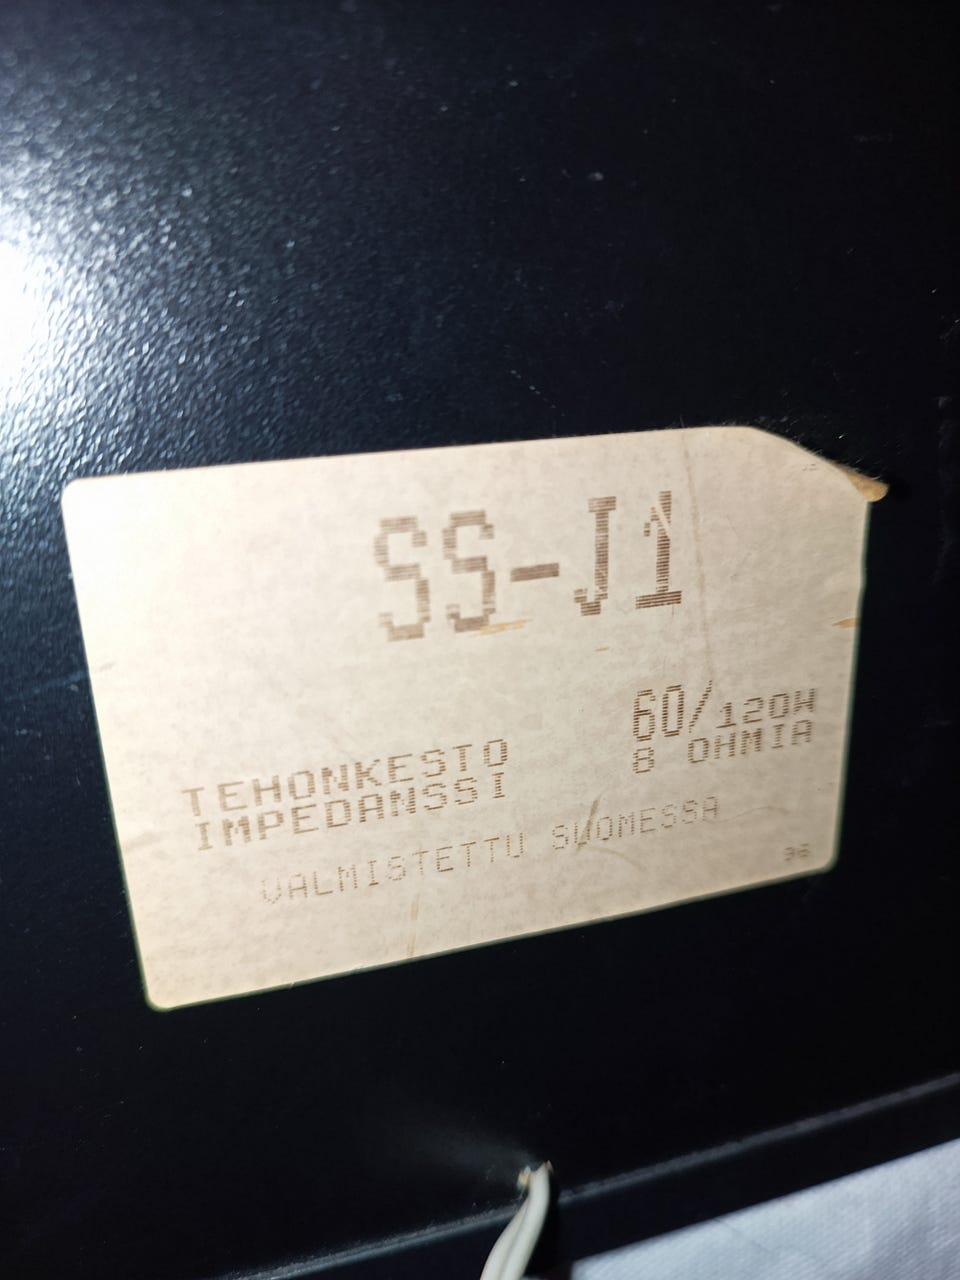 SS-J1
TEHONKESTO 60/120W
IMPEDANSSI 8 OHMIA
VALMISTETTU SUOMESSA
96